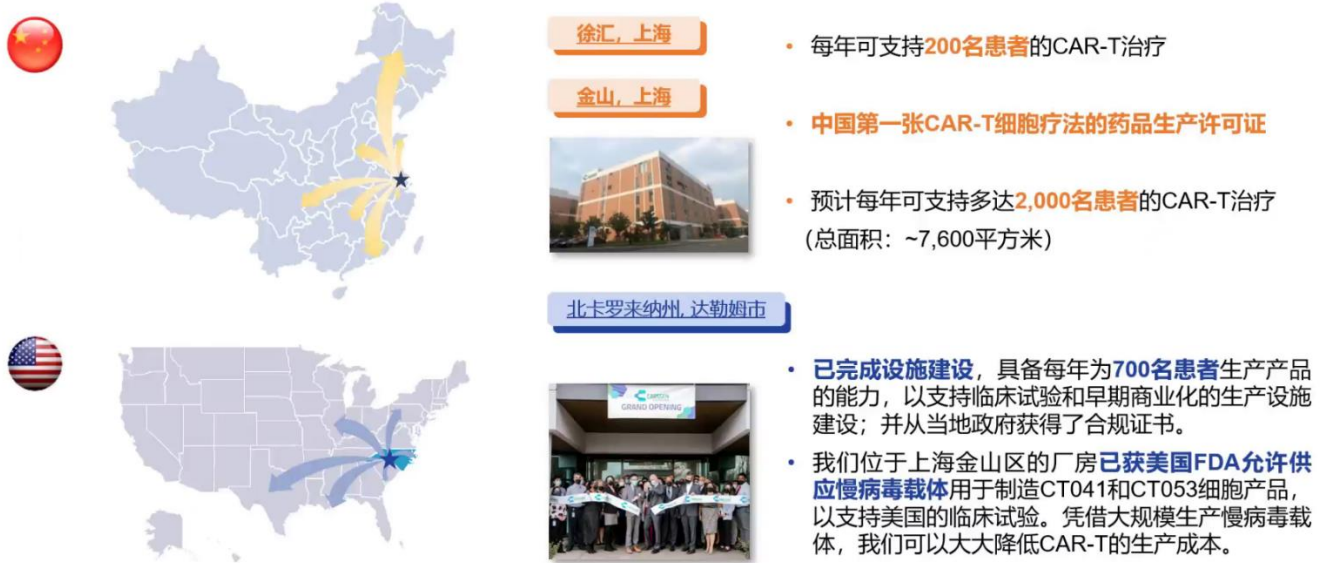 徐汇，上海
• 每年可支持200名患者的CAR-T治疗
金山，上海
• 中国第一张CAR-T细胞疗法的药品生产许可证
• 预计每年可支持多达2,000名患者的CAR-T治疗
(总面积：~7,600平方米)
北卡罗来纳州, 达勒姆市
GRAND OPENING
• 已完成设施建设，具备每年为700名患者生产产品
的能力，以支持临床试验和早期商业化的生产设施
建设；并从当地政府获得了合规证书。
• 我们位于上海金山区的厂房已获美国FDA允许供
应慢病毒载体用于制造CT041和CT053细胞产品，
以支持美国的临床试验。凭借大规模生产慢病毒载
体，我们可以大大降低CAR-T的生产成本。